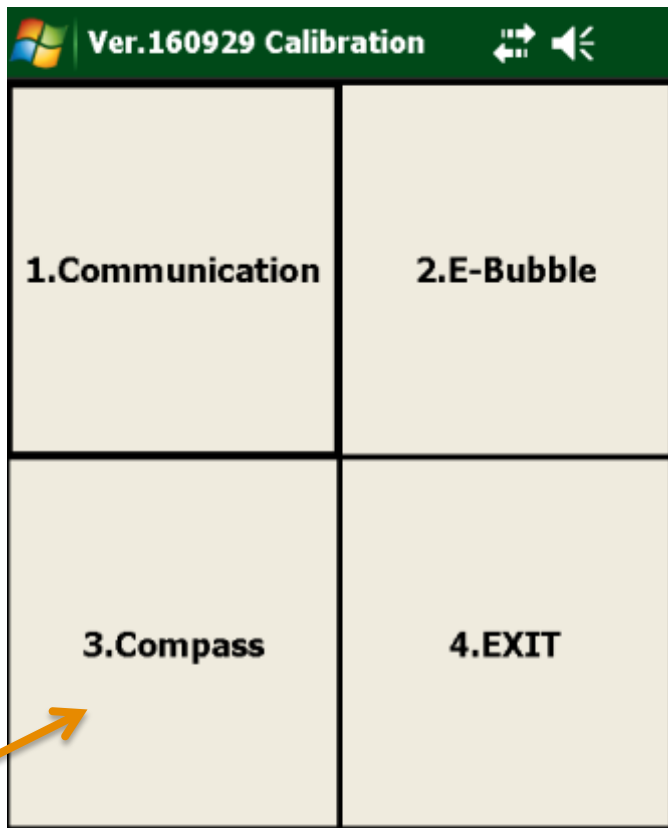 Ver.160929 Calibration
1.Communication
2.E-Bubble
3.Compass
4.EXIT